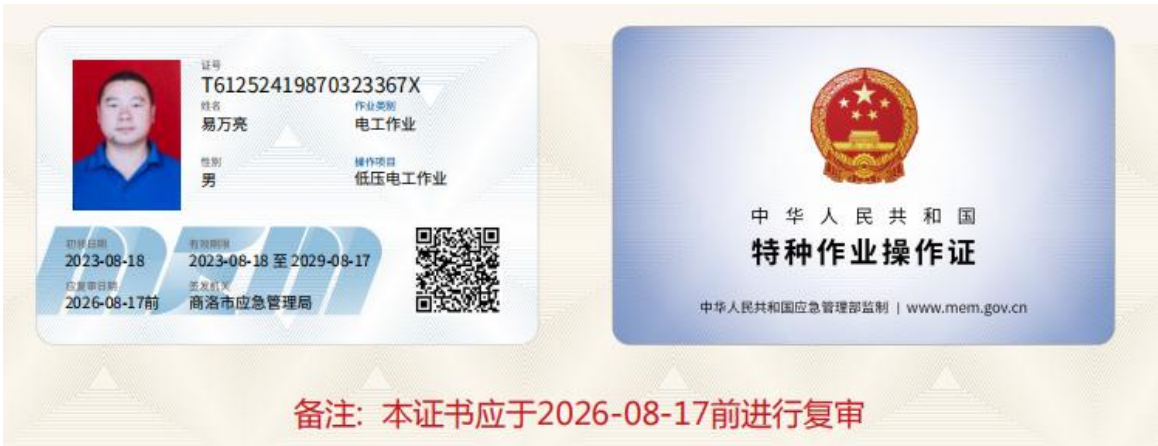 证号
T61252419870323367X
姓名
作业类别
易万亮
电工作业
性别
操作项目
男
低压电工作业
初领日期
有效期限
2023-08-18
2023-08-18 至 2029-08-17
应复审日期
签发机关
2026-08-17前
商洛市应急管理局
中华人民共和国
特种作业操作证
中华人民共和国应急管理部监制 | www.mem.gov.cn
备注: 本证书应于2026-08-17前进行复审